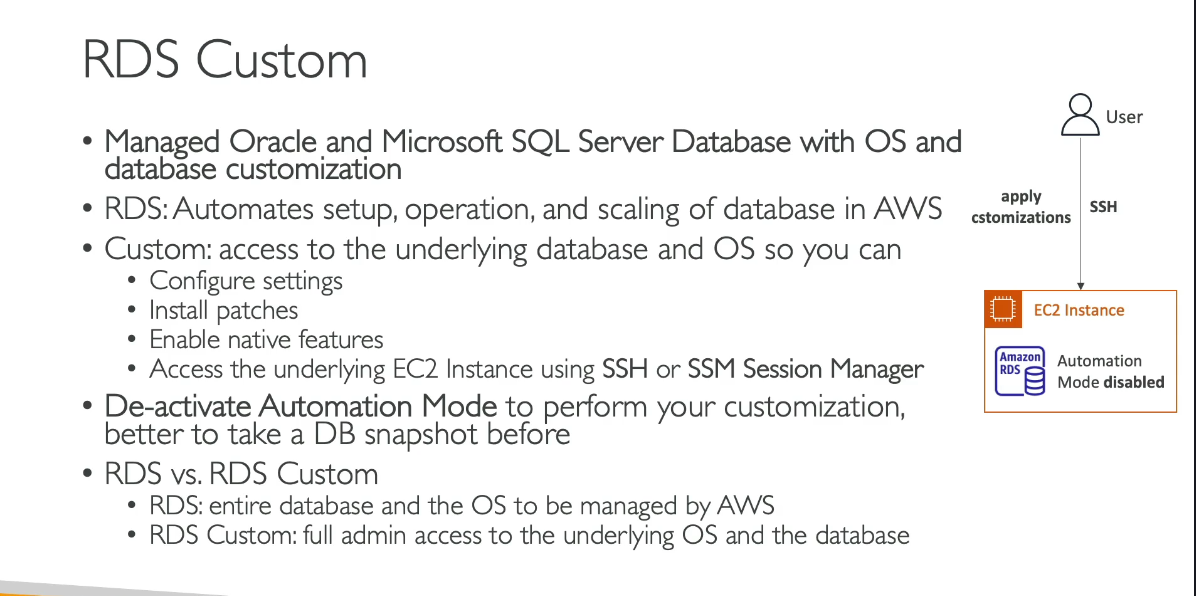 RDS Custom
• Managed Oracle and Microsoft SQL Server Database with OS and
database customization
• RDS: Automates setup, operation, and scaling of database in AWS
• Custom: access to the underlying database and OS so you can
• Configure settings
• Install patches
• Enable native features
• Access the underlying EC2 Instance using SSH or SSM Session Manager
• De-activate Automation Mode to perform your customization,
better to take a DB snapshot before
• RDS vs. RDS Custom
• RDS: entire database and the OS to be managed by AWS
• RDS Custom: full admin access to the underlying OS and the database
User
apply
cstomizations
SSH
EC2 Instance
Amazon
RDS
Automation
Mode disabled